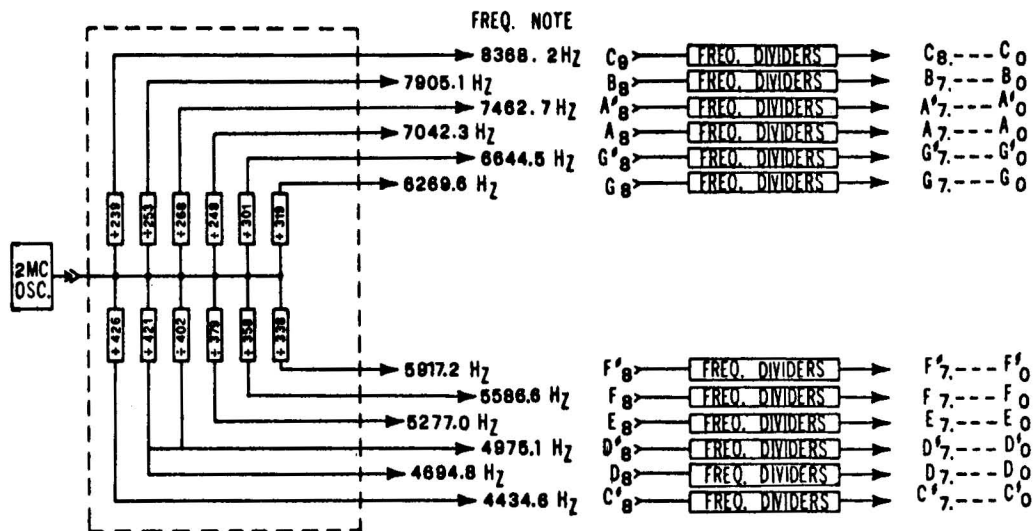 FREQ. NOTE
8368.2HZ C9 FREQ. DIVIDERS C8.---C0
7905.1 HZ B8 FREQ. DIVIDERS B7.---B0
7462.7 HZ A#8 FREQ. DIVIDERS A#7.---A#0
7042.3 HZ A8 FREQ. DIVIDERS A7.---A0
6644.5 HZ G#8 FREQ. DIVIDERS G#7.---G#0
6269.6 HZ G8 FREQ. DIVIDERS G7.---G0
÷239 ÷253 ÷268 ÷248 ÷301 ÷319
2MC
OSC.
÷426 ÷421 ÷402 ÷379 ÷358 ÷338
5917.2 HZ F#8 FREQ. DIVIDERS F#7.---F#0
5586.6 HZ F8 FREQ. DIVIDERS F7.---F0
5277.0 HZ E8 FREQ. DIVIDERS E7.---E0
4975.1 HZ D#8 FREQ. DIVIDERS D#7.---D#0
4694.8 HZ D8 FREQ. DIVIDERS D7.---D0
4434.6 HZ C#8 FREQ. DIVIDERS C#7.---C#0